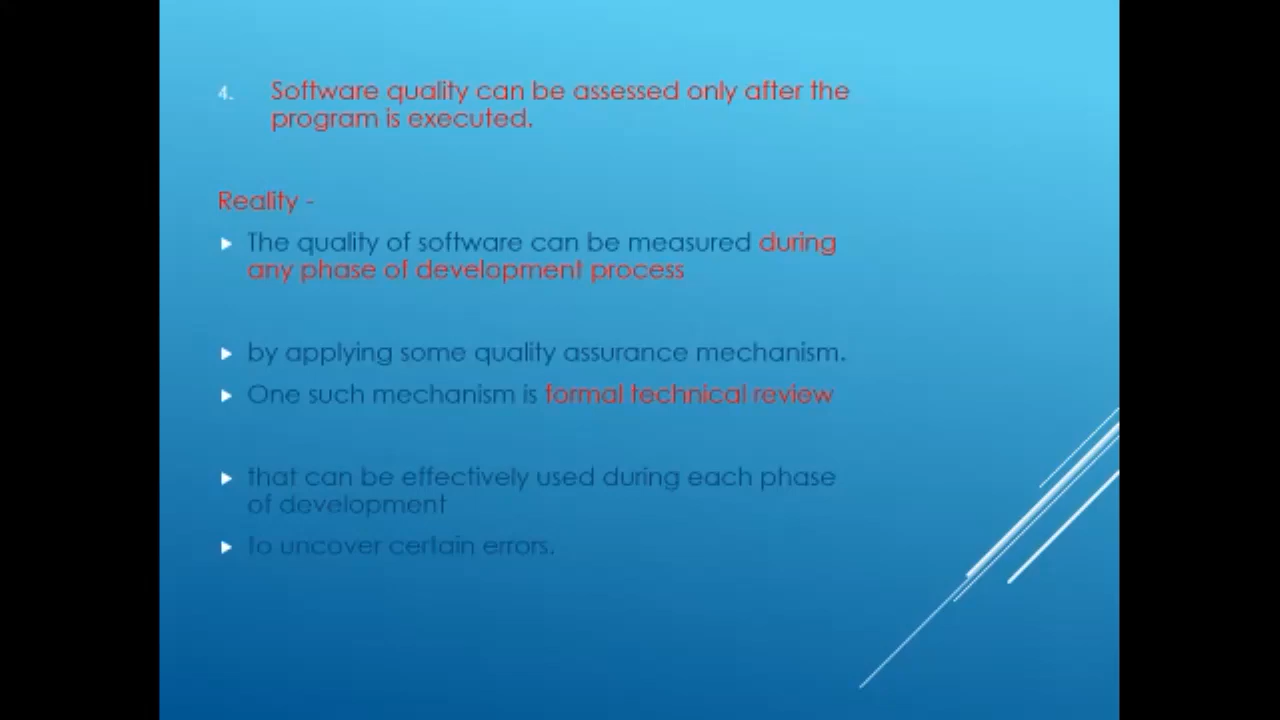 4. Software quality can be assessed only after the
program is executed.
Reality -
The quality of software can be measured during
any phase of development process
by applying some quality assurance mechanism.
One such mechanism is formal technical review
that can be effectively used during each phase
of development
to uncover certain errors.